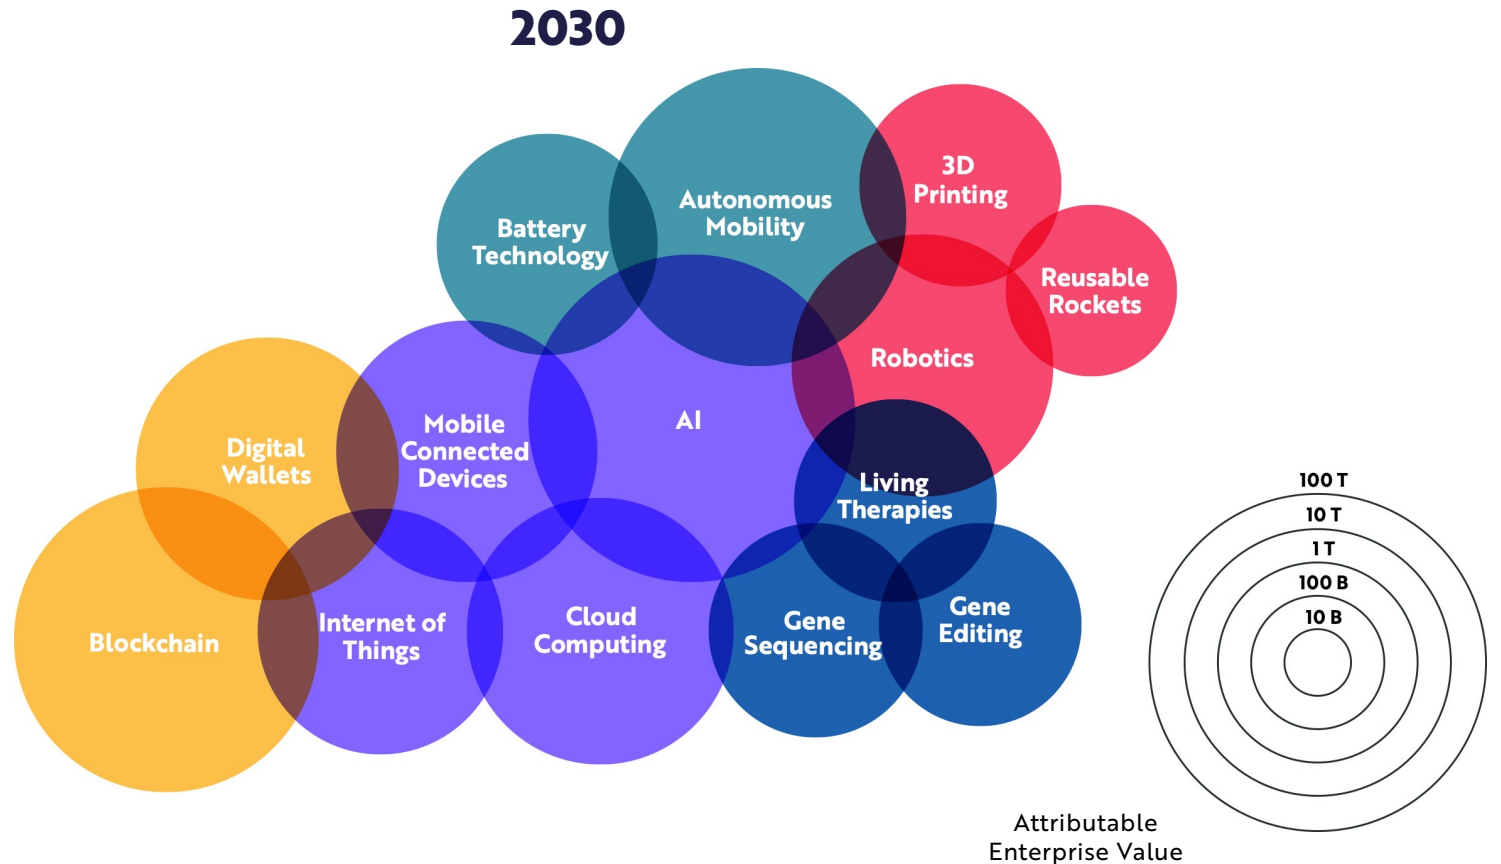 2030
Autonomous
Mobility
3D
Printing
Battery
Technology
Reusable
Rockets
Robotics
AI
Mobile
Connected
Devices
Digital
Wallets
Living
Therapies
Blockchain
Internet of
Things
Cloud
Computing
Gene
Sequencing
Gene
Editing
100 T
10 T
1 T
100 B
10 B
Attributable
Enterprise Value